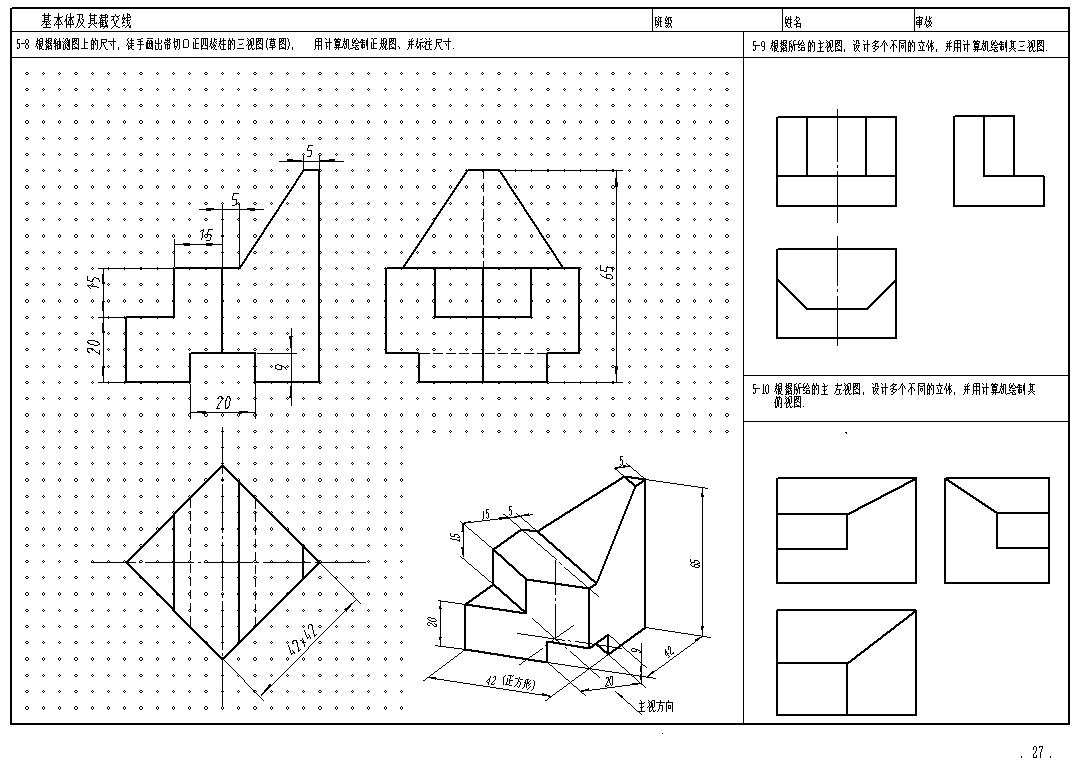 基本体及其截交线 班级 姓名 审核
5-8 根据轴测图上的尺寸，徒手画出带切口正四棱柱的三视图(草图)， 用计算机绘制正规图、并标注尺寸.
5-9 根据所给的主视图，设计多个不同的立体，并用计算机绘制其三视图.
5
5
15
15
20
9
20
65
42*42
5
15
5
15
65
20
42 (正方形)
20
9
42
主视方向
5-10 根据所给的主 左视图，设计多个不同的立体，并用计算机绘制其
俯视图.
. 27 .